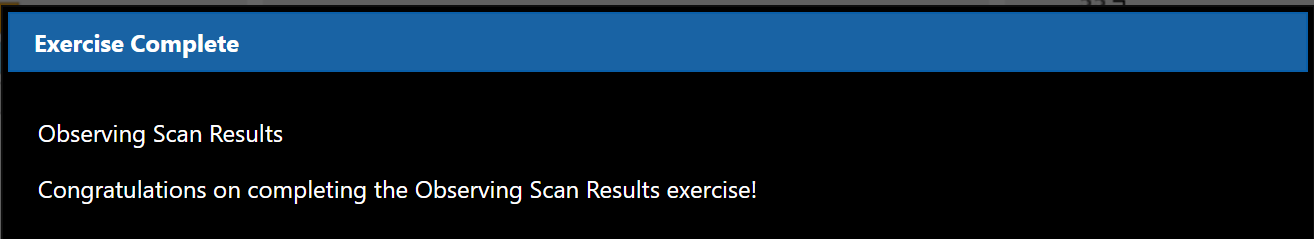 Exercise Complete
Observing Scan Results
Congratulations on completing the Observing Scan Results exercise!